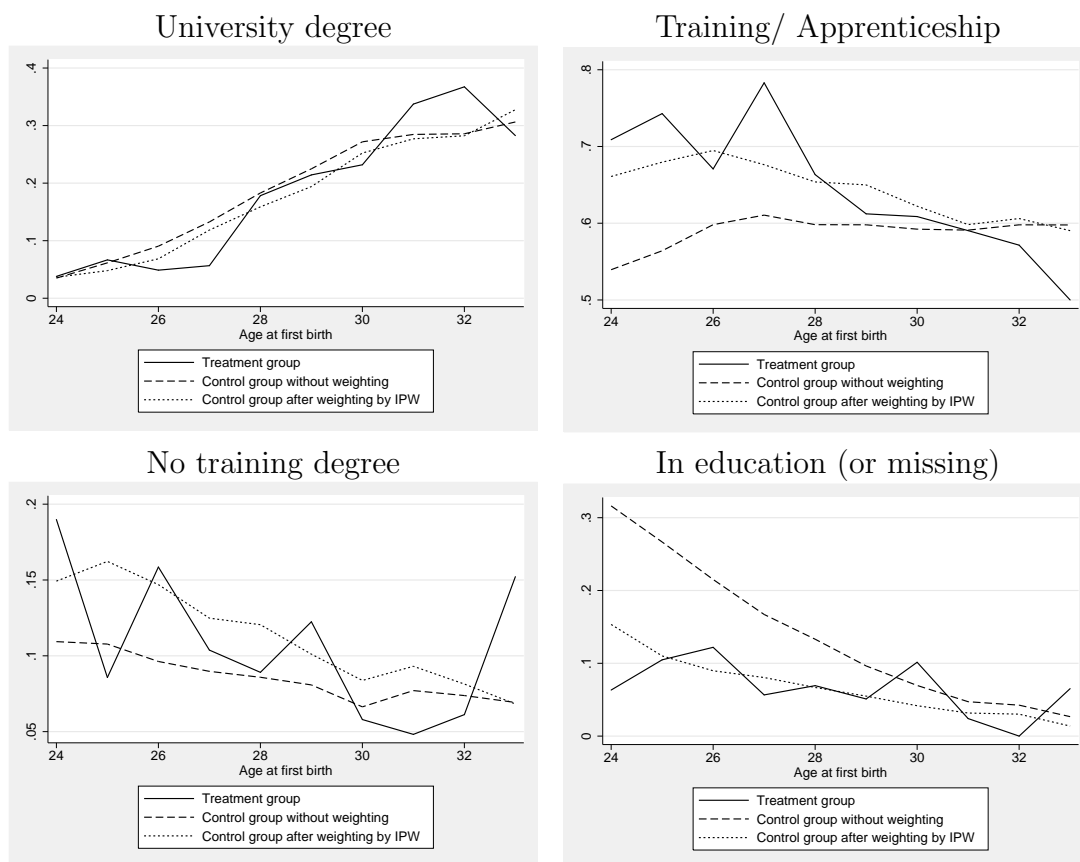 University degree
.4
.3
.2
.1
0
24 26 28 30 32
Age at first birth
Treatment group
Control group without weighting
Control group after weighting by IPW
Training/ Apprenticeship
.8
.7
.6
.5
24 26 28 30 32
Age at first birth
Treatment group
Control group without weighting
Control group after weighting by IPW
No training degree
.2
.15
.1
.05
24 26 28 30 32
Age at first birth
Treatment group
Control group without weighting
Control group after weighting by IPW
In education (or missing)
.3
.2
.1
0
24 26 28 30 32
Age at first birth
Treatment group
Control group without weighting
Control group after weighting by IPW